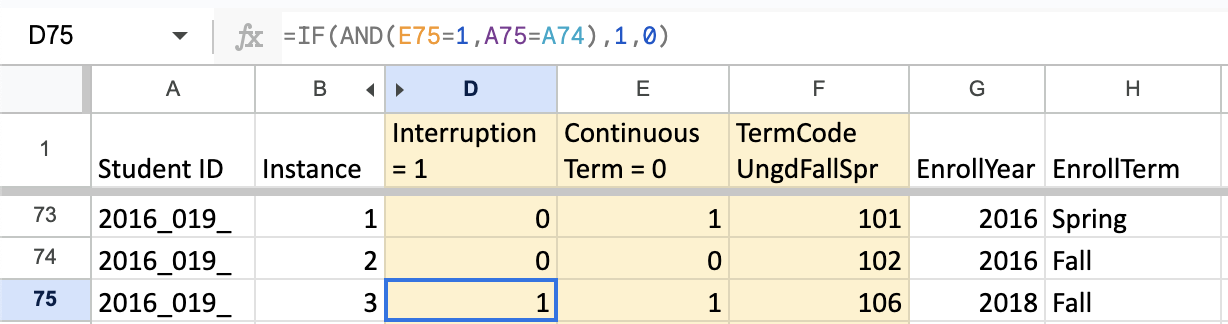 D75 fx =IF(AND(E75=1,A75=A74),1,0)
A B D E F G H
1 Student ID Instance Interruption = 1 Continuous Term = 0 TermCode UngdFallSpr EnrollYear EnrollTerm
73 2016_019_ 1 0 1 101 2016 Spring
74 2016_019_ 2 0 0 102 2016 Fall
75 2016_019_ 3 1 1 106 2018 Fall